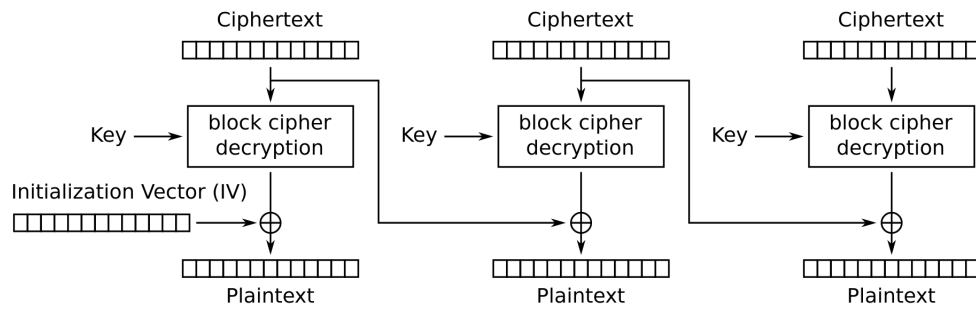 Ciphertext
Ciphertext
Ciphertext
Key
block cipher
decryption
Key
block cipher
decryption
Key
block cipher
decryption
Initialization Vector (IV)
Plaintext
Plaintext
Plaintext